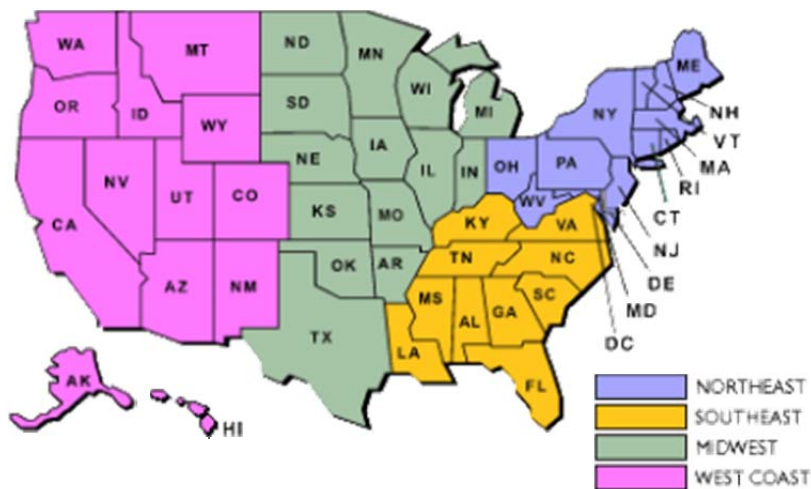 WA
MT
ND
MN
ME
OR
ID
SD
WI
MI
NY
NH
WY
VT
IA
NE
IL
IN
OH
PA
MA
NV
UT
CO
RI
WV
KS
MO
CT
CA
KY
VA
NJ
OK
AR
TN
NC
DE
AZ
NM
MS
AL
GA
SC
MD
TX
LA
DC
AK
FL
HI
NORTHEAST
SOUTHEAST
MIDWEST
WEST COAST